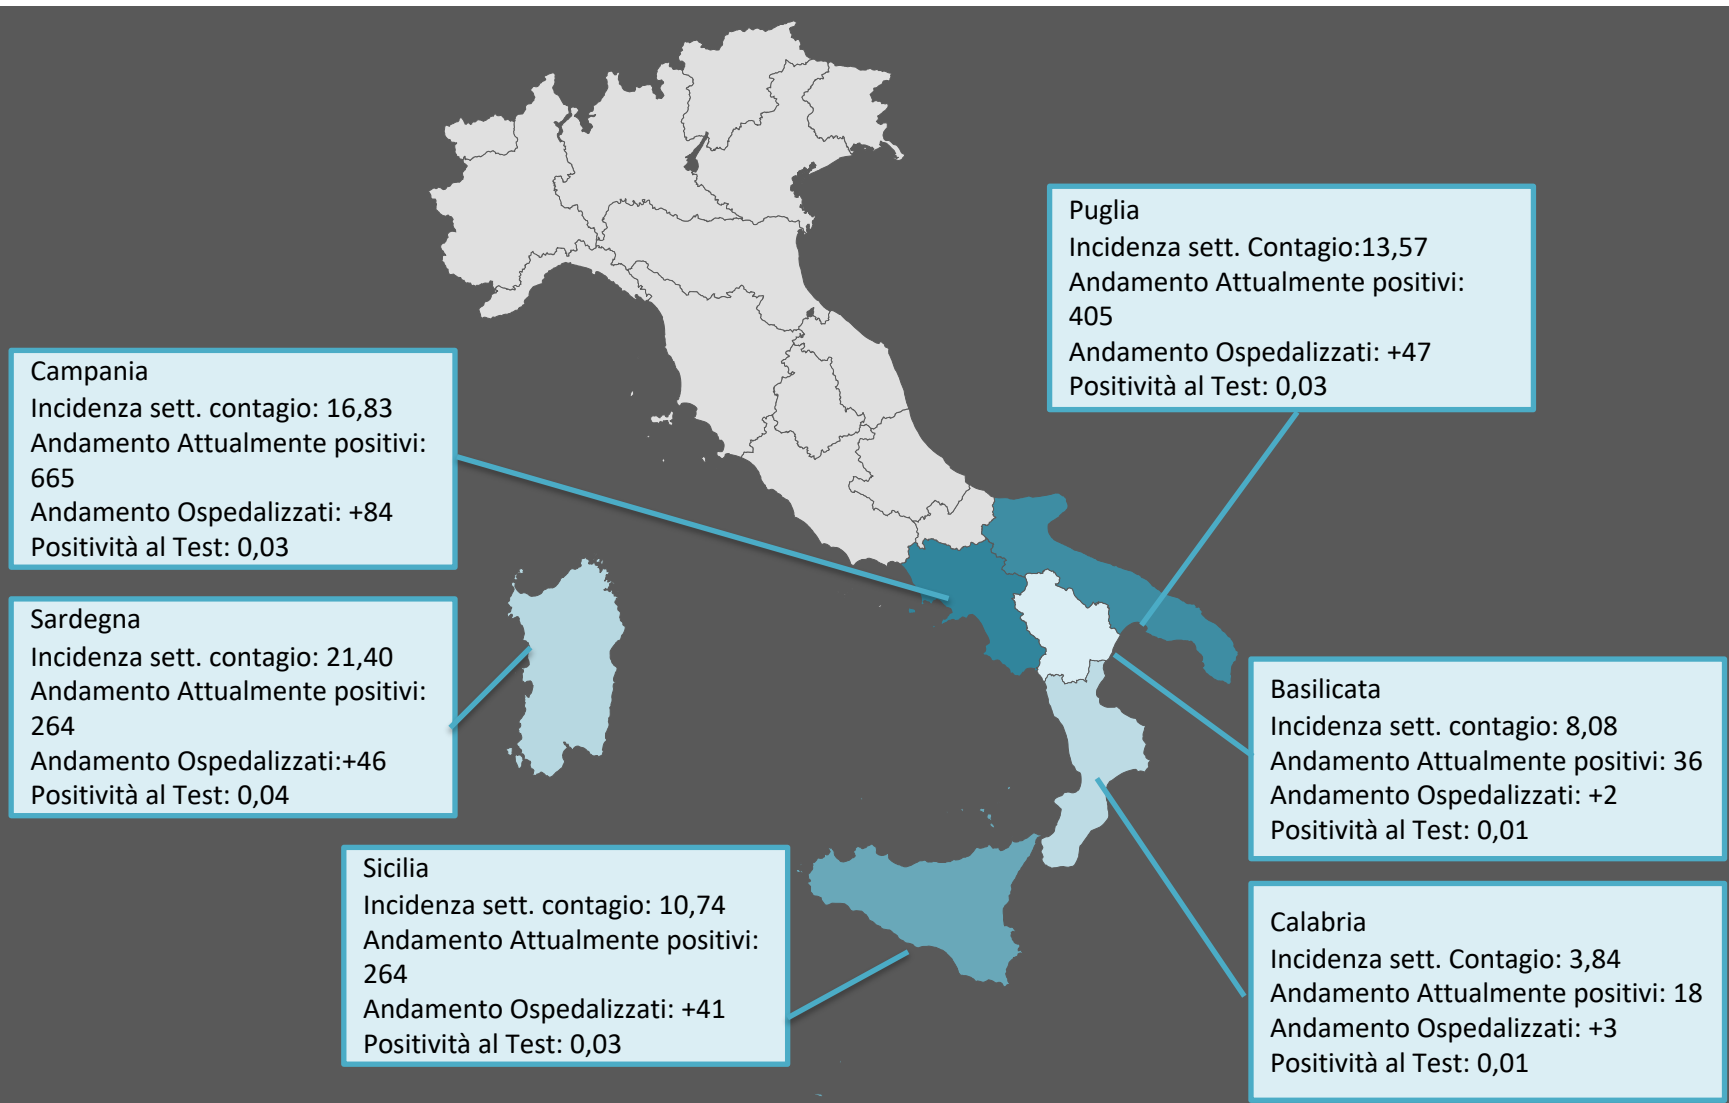 Puglia
Incidenza sett. Contagio:13,57
Andamento Attualmente positivi:
405
Andamento Ospedalizzati: +47
Positività al Test: 0,03
Campania
Incidenza sett. contagio: 16,83
Andamento Attualmente positivi:
665
Andamento Ospedalizzati: +84
Positività al Test: 0,03
Sardegna
Incidenza sett. contagio: 21,40
Andamento Attualmente positivi:
264
Andamento Ospedalizzati:+46
Positività al Test: 0,04
Basilicata
Incidenza sett. contagio: 8,08
Andamento Attualmente positivi: 36
Andamento Ospedalizzati: +2
Positività al Test: 0,01
Sicilia
Incidenza sett. contagio: 10,74
Andamento Attualmente positivi:
264
Andamento Ospedalizzati: +41
Positività al Test: 0,03
Calabria
Incidenza sett. Contagio: 3,84
Andamento Attualmente positivi: 18
Andamento Ospedalizzati: +3
Positività al Test: 0,01